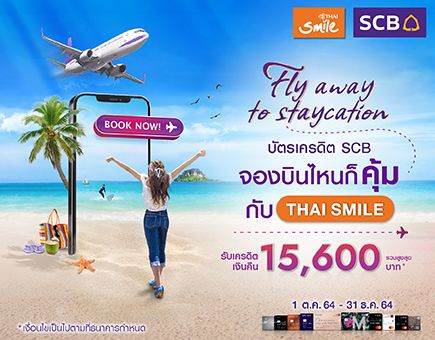 THAI
Smile
SCB
Fly away
to staycation
BOOK NOW!
บัตรเครดิต SCB
จองบินไหนก็คุ้ม
กับ THAI SMILE
รับเครดิต
เงินคืน 15,600 รวมสูงสุด
บาท*
1 ต.ค. 64 - 31 ธ.ค. 64
*เงื่อนไขเป็นไปตามที่ธนาคารกำหนด